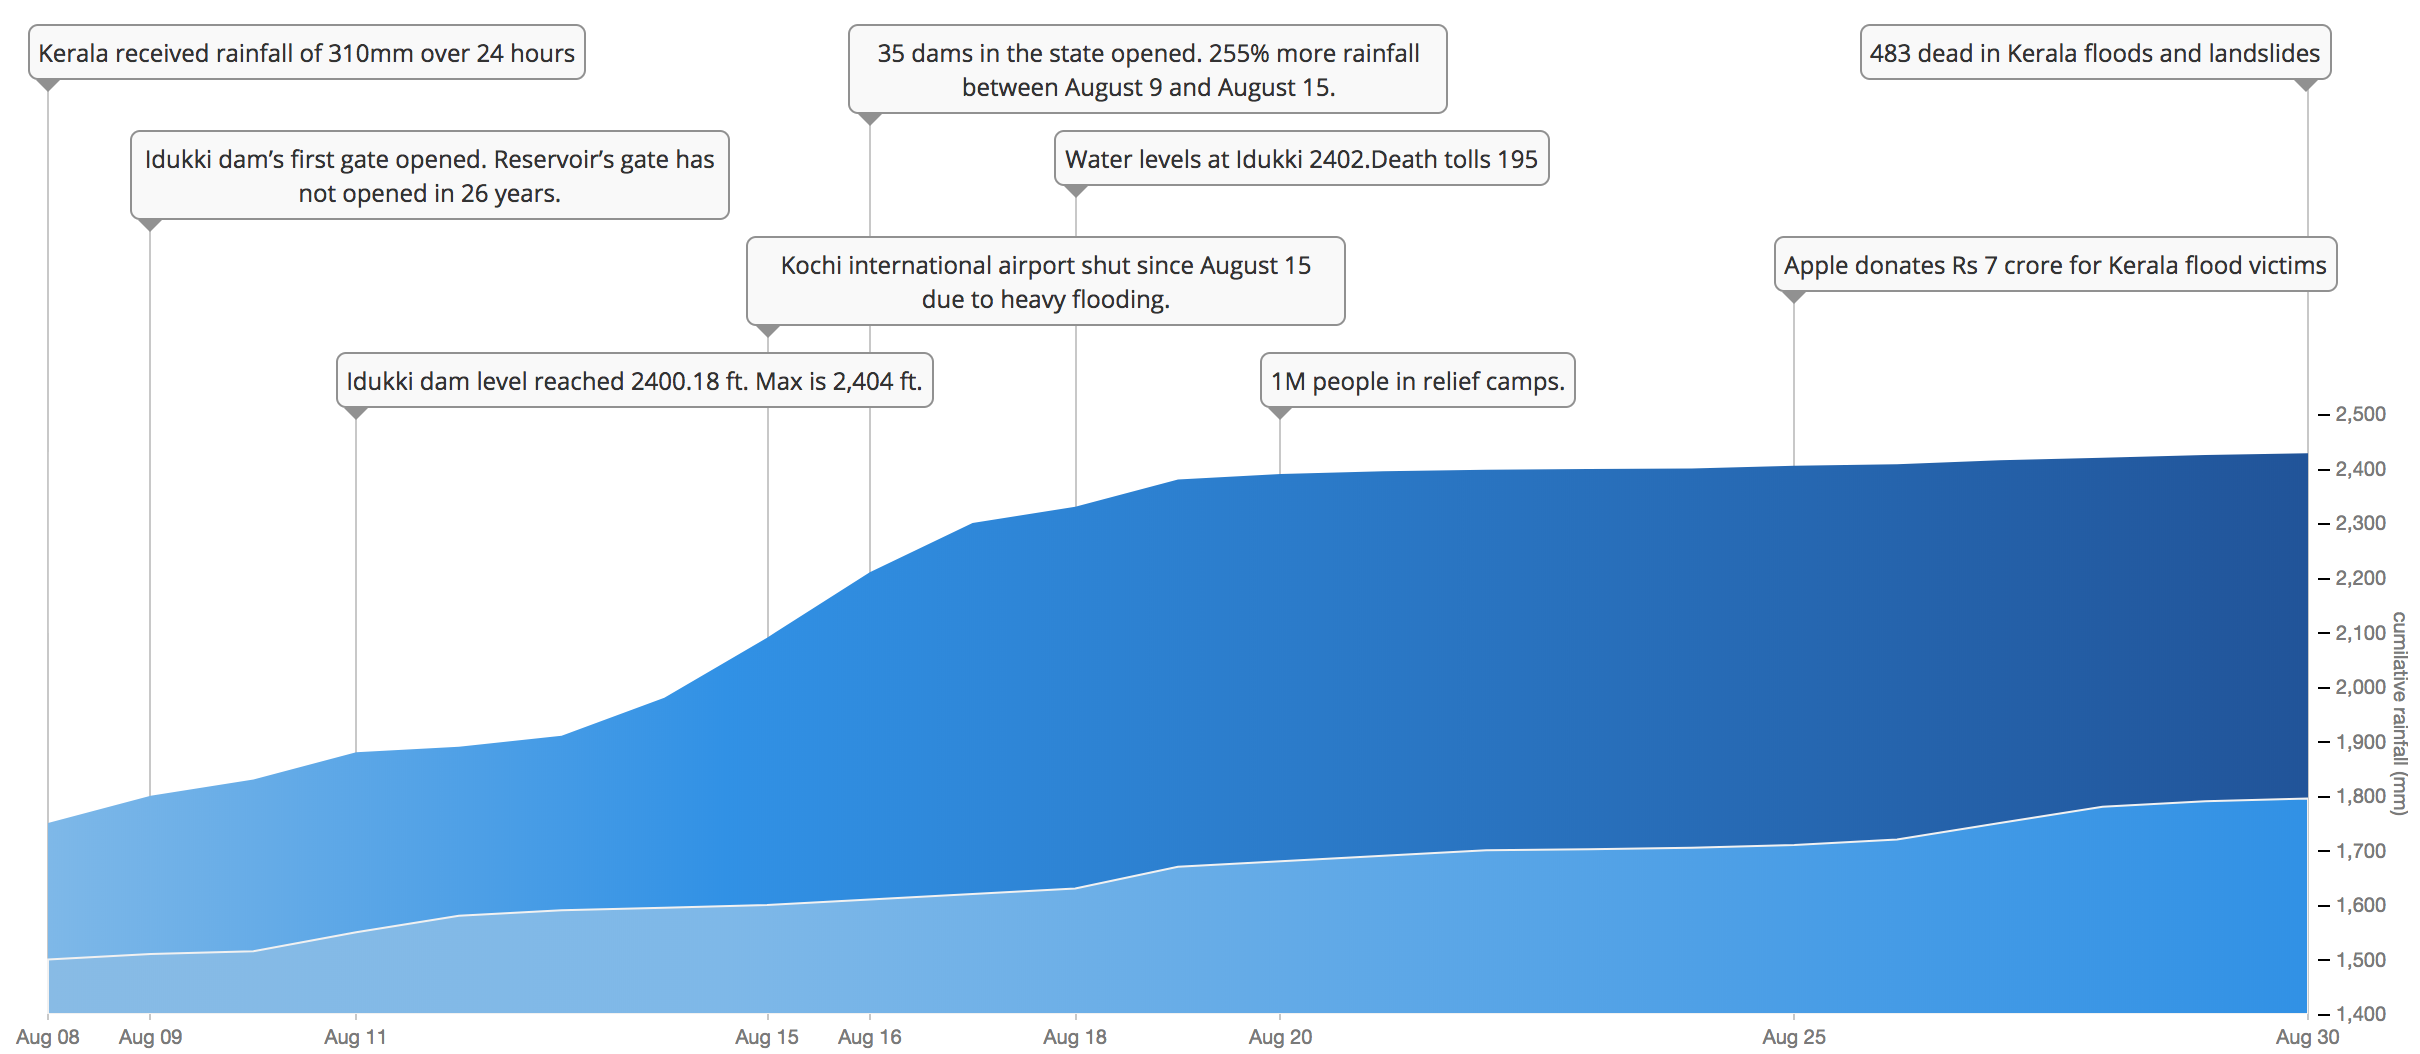 Kerala received rainfall of 310mm over 24 hours
35 dams in the state opened. 255% more rainfall
between August 9 and August 15.
483 dead in Kerala floods and landslides
Idukki dam’s first gate opened. Reservoir’s gate has
not opened in 26 years.
Water levels at Idukki 2402.Death tolls 195
Kochi international airport shut since August 15
due to heavy flooding.
Apple donates Rs 7 crore for Kerala flood victims
Idukki dam level reached 2400.18 ft. Max is 2,404 ft.
1M people in relief camps.
2,500
2,400
2,300
2,200
2,100
2,000
1,900
1,800
1,700
1,600
1,500
1,400
cumilative rainfall (mm)
Aug 08
Aug 09
Aug 11
Aug 15
Aug 16
Aug 18
Aug 20
Aug 25
Aug 30